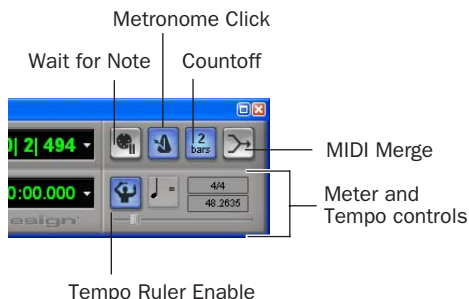 Metronome Click
Wait for Note
Countoff
0| 2| 494
2
bars
MIDI Merge
0:00.000
=
4/4
48.2635
Meter and
Tempo controls
esign
Tempo Ruler Enable